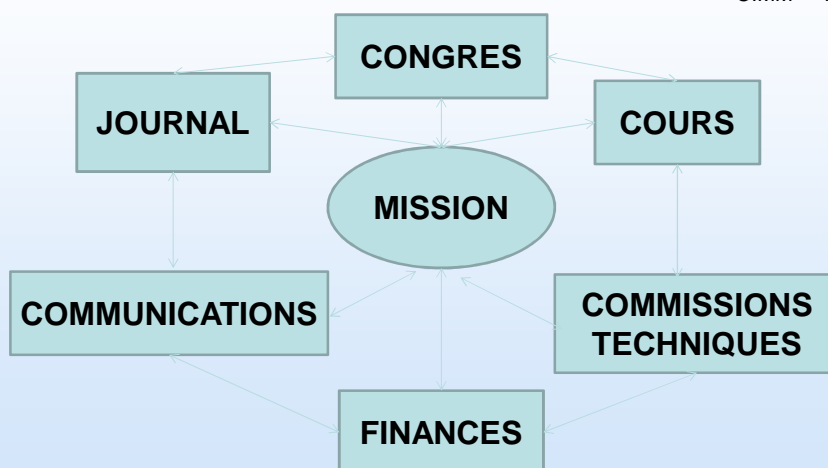 CONGRES
JOURNAL
COURS
MISSION
COMMUNICATIONS
COMMISSIONS
TECHNIQUES
FINANCES